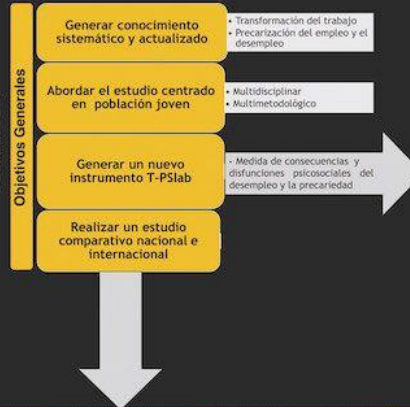 Objetivos Generales
Generar conocimiento
sistemático y actualizado
• Transformación del trabajo
• Precarización del empleo y el
desempleo
Abordar el estudio centrado
en población joven
• Multidisciplinar
• Multimetodológico
Generar un nuevo
instrumento T-PSlab
- Medida de consecuencias y
disfunciones psicosociales del
desempleo y la precariedad
Realizar un estudio
comparativo nacional e
internacional